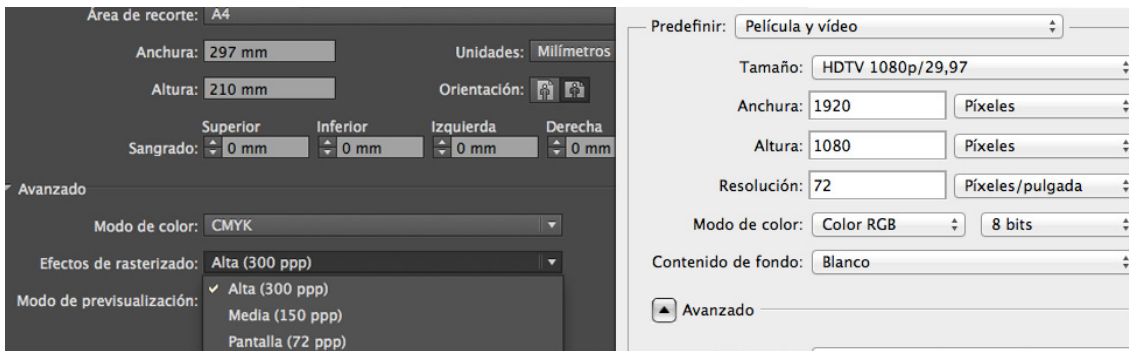 Área de recorte: A4
Anchura: 297 mm Unidades: Milímetros
Altura: 210 mm Orientación:
Superior Inferior Izquierda Derecha
Sangrado: 0 mm 0 mm 0 mm 0 mm
Avanzado
Modo de color: CMYK
Efectos de rasterizado: Alta (300 ppp)
Modo de previsualización:
Alta (300 ppp)
Media (150 ppp)
Pantalla (72 ppp)
Predefinir: Película y vídeo
Tamaño: HDTV 1080p/29,97
Anchura: 1920 Píxeles
Altura: 1080 Píxeles
Resolución: 72 Píxeles/pulgada
Modo de color: Color RGB 8 bits
Contenido de fondo: Blanco
Avanzado